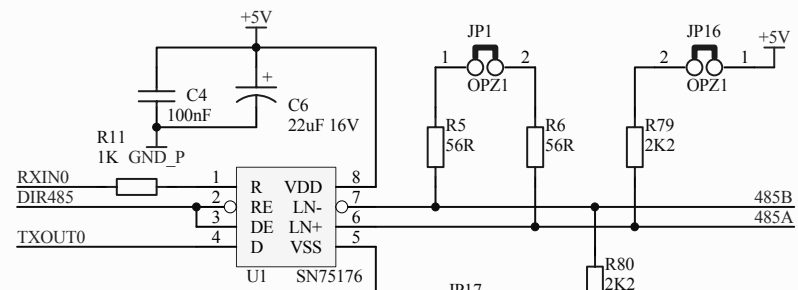 +5V
JP1
JP16
+5V
1
2
2
1
OPZ1
OPZ1
+
C4
100nF
C6
22uF 16V
R11
1K
GND_P
R5
56R
R6
56R
R79
2K2
RXIN0
1
R
VDD
8
DIR485
2
RE
LN-
7
485B
3
DE
LN+
6
485A
TXOUT0
4
D
VSS
5
U1
SN75176
R80
2K2
JP17